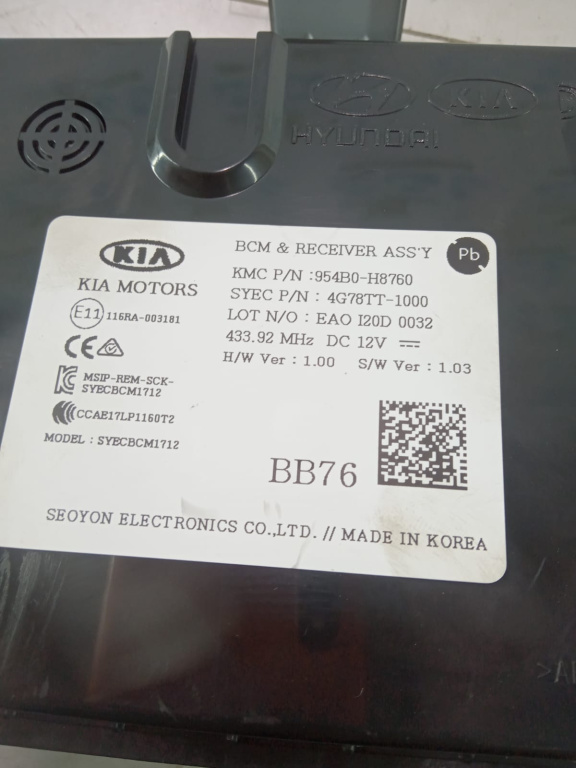 KIA
HYUNDAI
KIA
KIA MOTORS
BCM & RECEIVER ASS'Y
Pb
KMC P/N : 954B0-H8760
SYEC P/N : 4G78TT-1000
LOT N/O : EAO I20D 0032
433.92 MHz DC 12V
H/W Ver : 1.00 S/W Ver : 1.03
E11 116RA-003181
CE
MSIP-REM-SCK-
SYECBCM1712
CCAE17LP1160T2
MODEL : SYECBCM1712
BB76
SEOYON ELECTRONICS CO.,LTD. // MADE IN KOREA